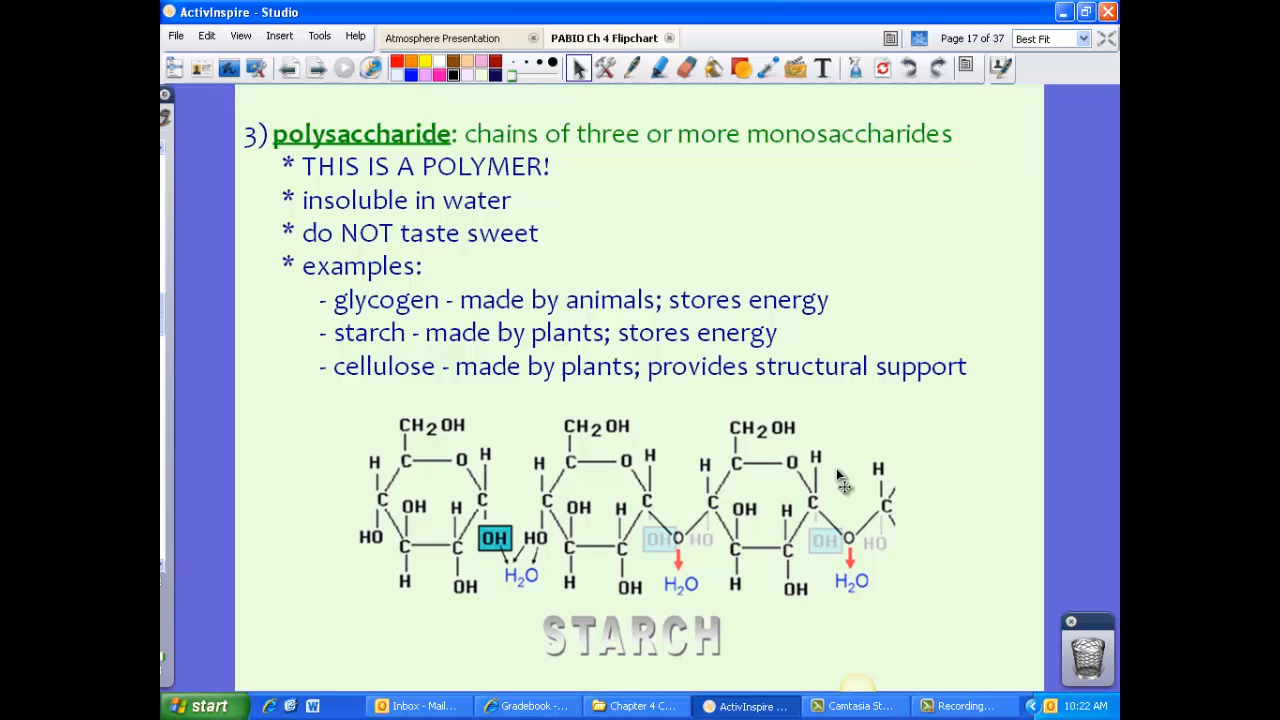 ActivInspire - Studio
File Edit View Insert Tools Help
Atmosphere Presentation
PABIO Ch 4 Flipchart
Page 17 of 37
Best Fit
3) polysaccharide: chains of three or more monosaccharides
* THIS IS A POLYMER!
* insoluble in water
* do NOT taste sweet
* examples:
- glycogen - made by animals; stores energy
- starch - made by plants; stores energy
- cellulose - made by plants; provides structural support
CH2OH CH2OH CH2OH
H C O H H C O H H C O H H
C OH H C C OH H C C OH H C C
HO C C OH HO C C OH O HO C C OH O HO
H OH H2O H OH H2O H OH H2O
STARCH
start Inbox - Mail... Gradebook -... Chapter 4 C... ActivInspire ... Camtasia St... Recording... 10:22 AM